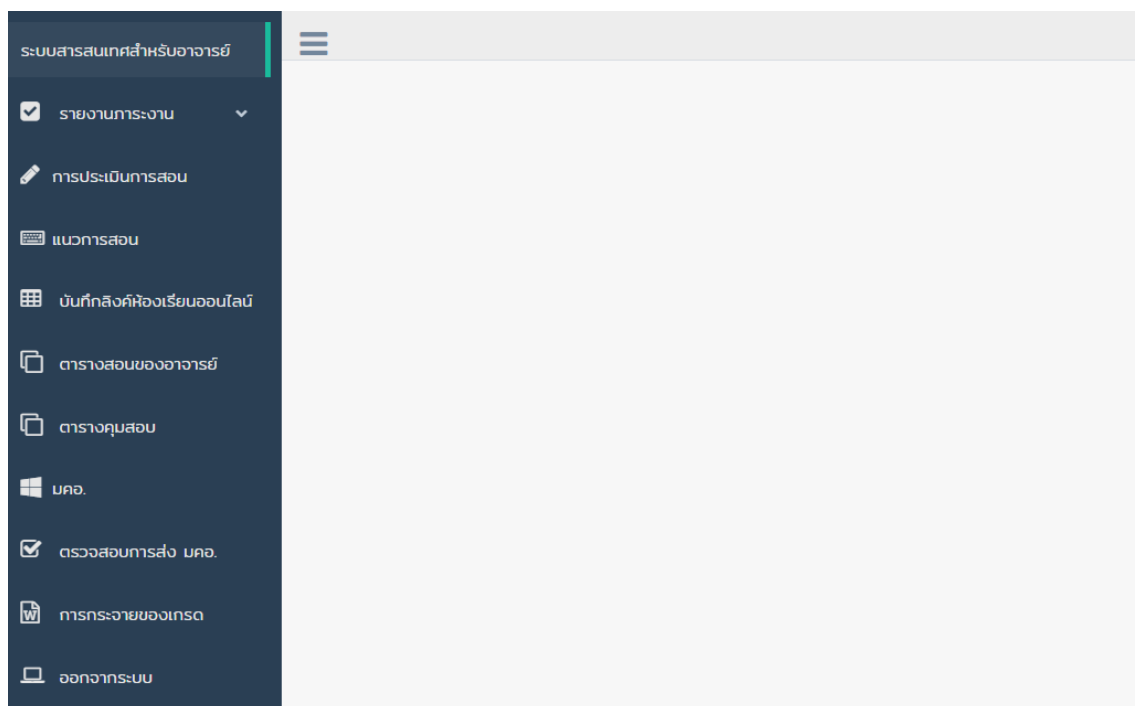 ระบบสารสนเทศสำหรับอาจารย์
รายงานภาระงาน
การประเมินการสอน
แนวการสอน
บันทึกลิงค์ห้องเรียนออนไลน์
ตารางสอนของอาจารย์
ตารางคุมสอบ
มคอ.
ตรวจสอบการส่ง มคอ.
การกระจายของเกรด
ออกจากระบบ